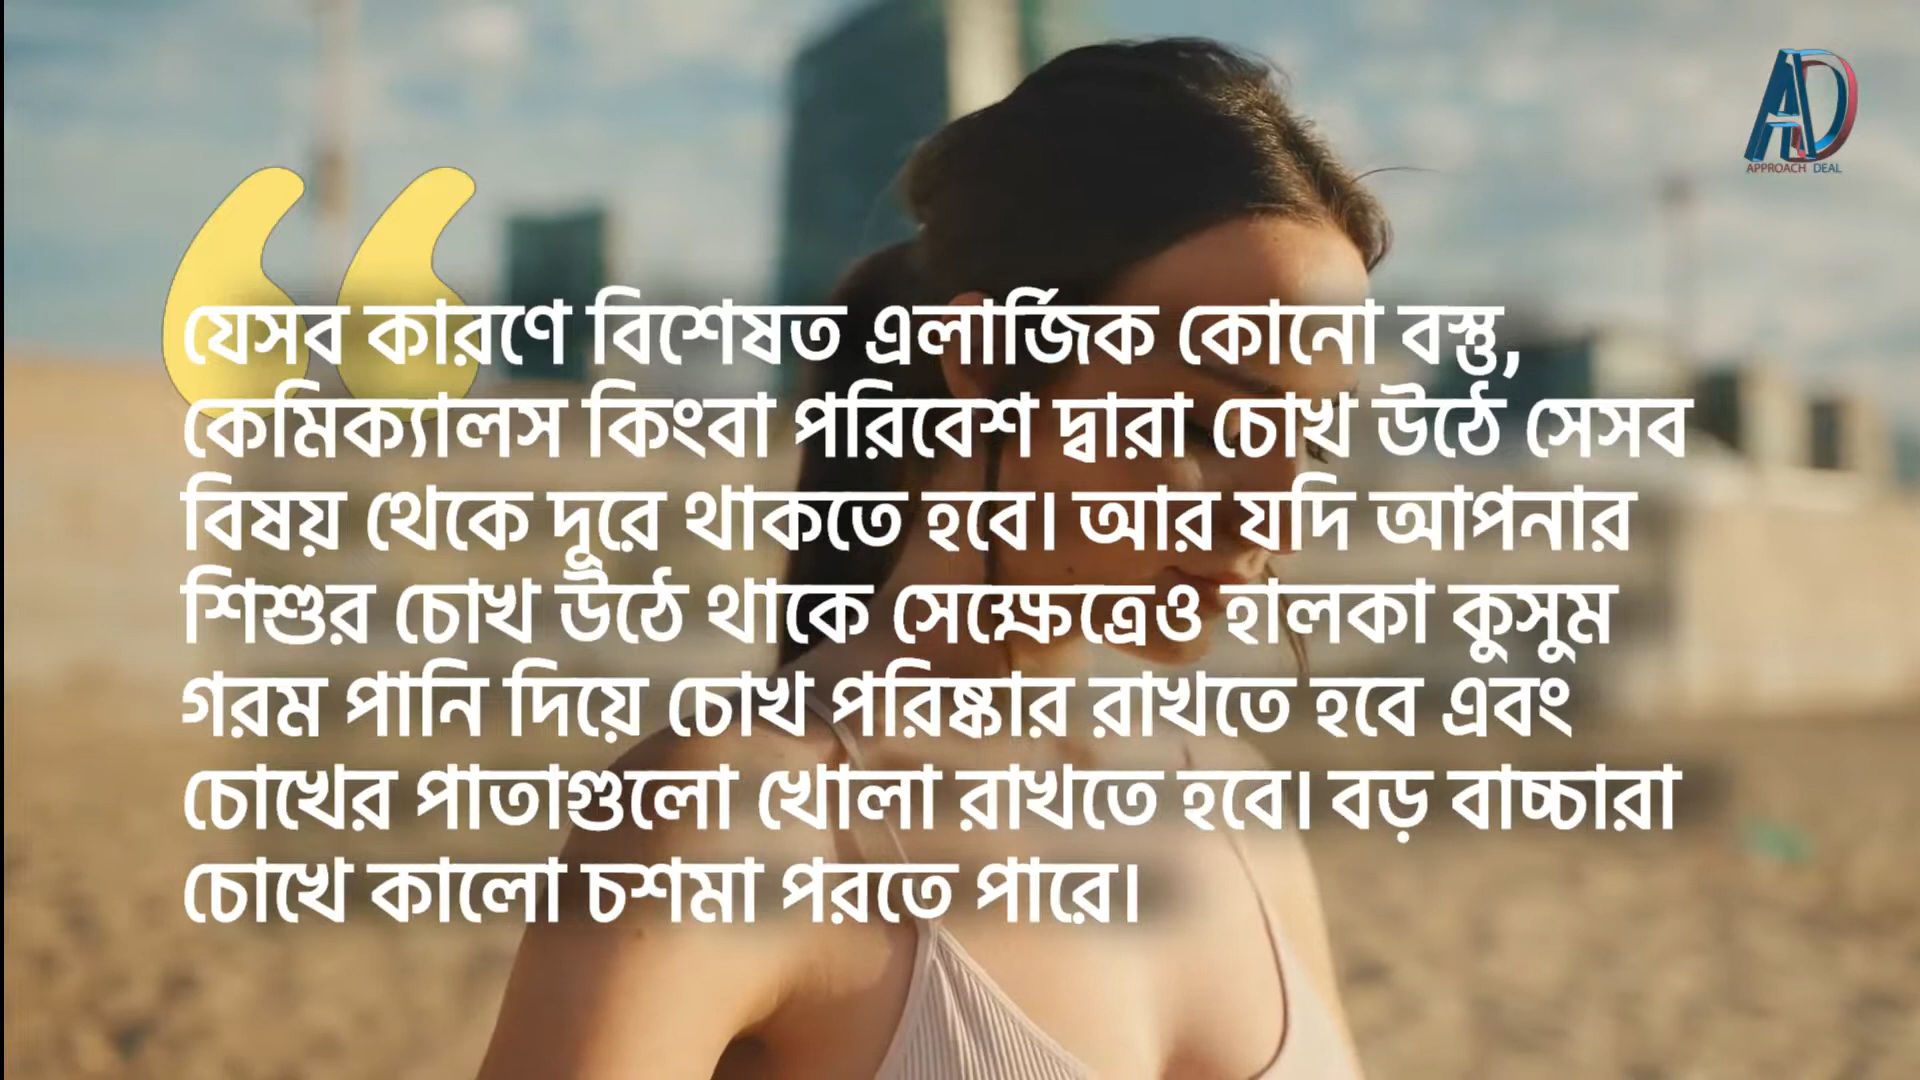 AD
APPROACH DEAL
যেসব কারণে বিশেষত এলার্জিক কোনো বস্তু,
কেমিক্যালস কিংবা পরিবেশ দ্বারা চোখ উঠে সেসব
বিষয় থেকে দূরে থাকতে হবে। আর যদি আপনার
শিশুর চোখ উঠে থাকে সেক্ষেত্রেও হালকা কুসুম
গরম পানি দিয়ে চোখ পরিষ্কার রাখতে হবে এবং
চোখের পাতাগুলো খোলা রাখতে হবে। বড় বাচ্চারা
চোখে কালো চশমা পরতে পারে।